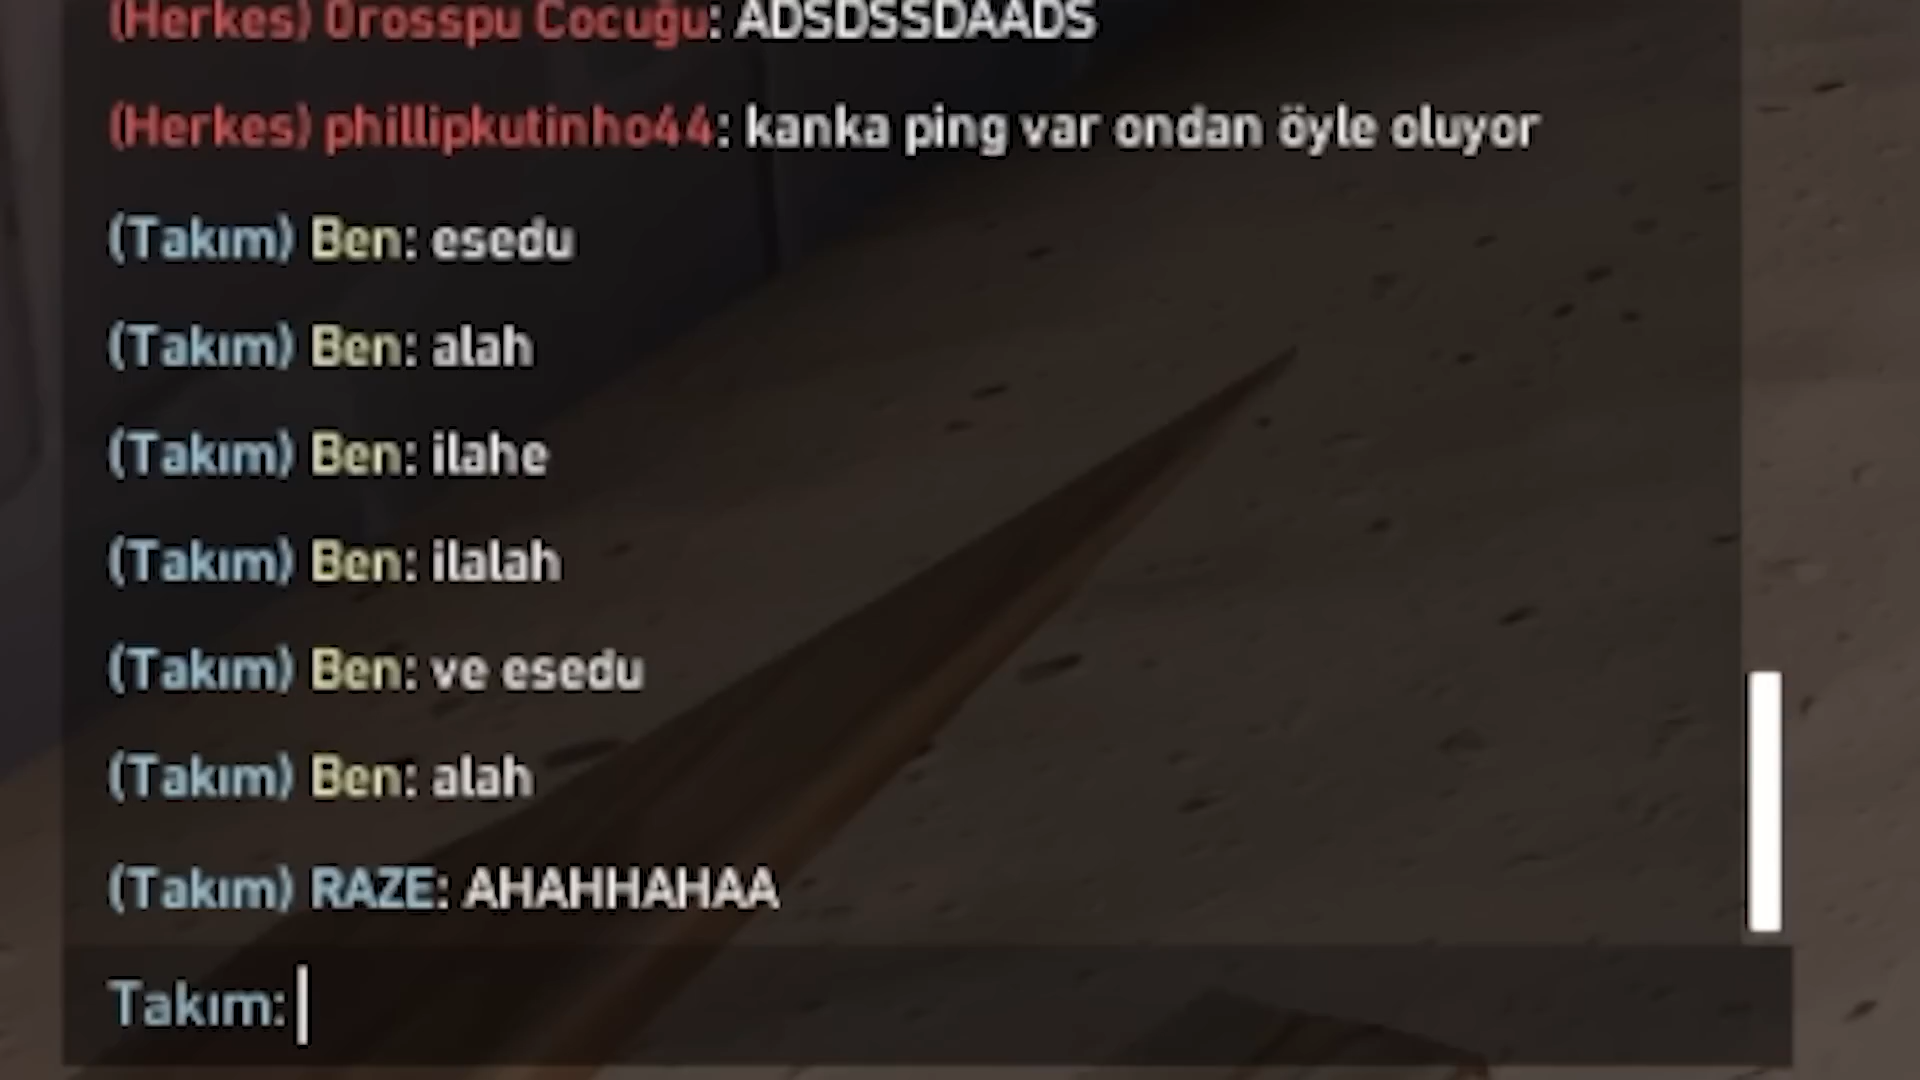 (Herkes) Orosspu Cocuğu: ADSDSSDAADS
(Herkes) phillipkutinho44: kanka ping var ondan öyle oluyor
(Takım) Ben: esedu
(Takım) Ben: alah
(Takım) Ben: ilahe
(Takım) Ben: ilalah
(Takım) Ben: ve esedu
(Takım) Ben: alah
(Takım) RAZE: AHAHHAHAA
Takım: